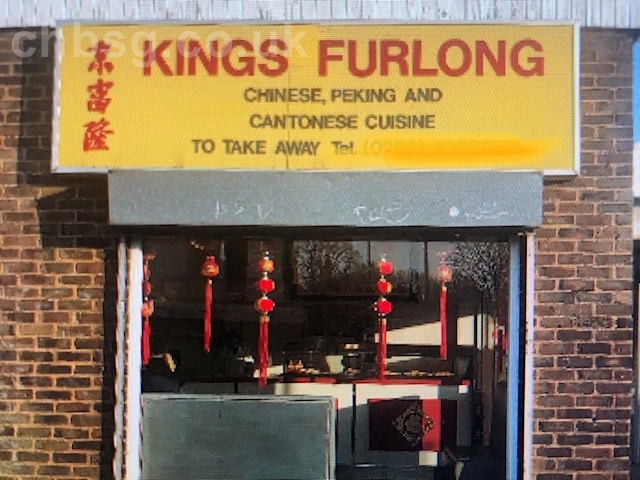 chbsg.co.uk
京富隆
KINGS FURLONG
CHINESE, PEKING AND
CANTONESE CUISINE
TO TAKE AWAY Tel.